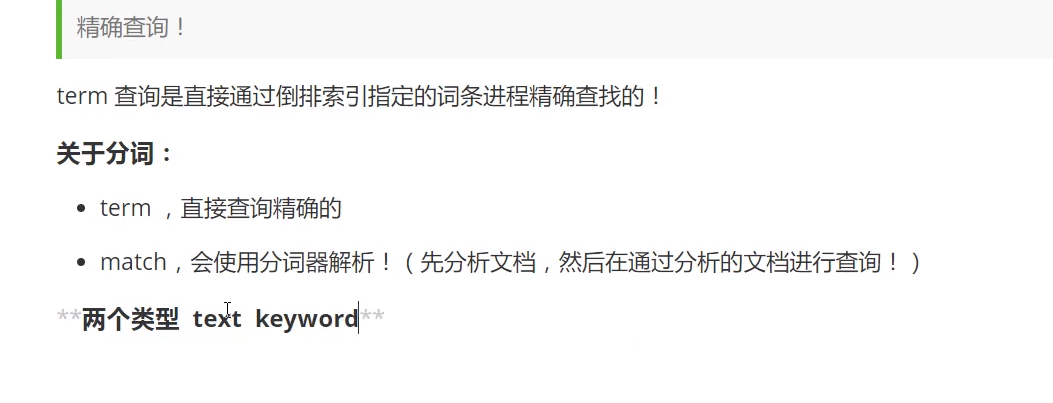 精确查询！
term 查询是直接通过倒排索引指定的词条进程精确查找的！
关于分词：
• term ，直接查询精确的
• match，会使用分词器解析！（先分析文档，然后在通过分析的文档进行查询！）
**两个类型 text keyword**